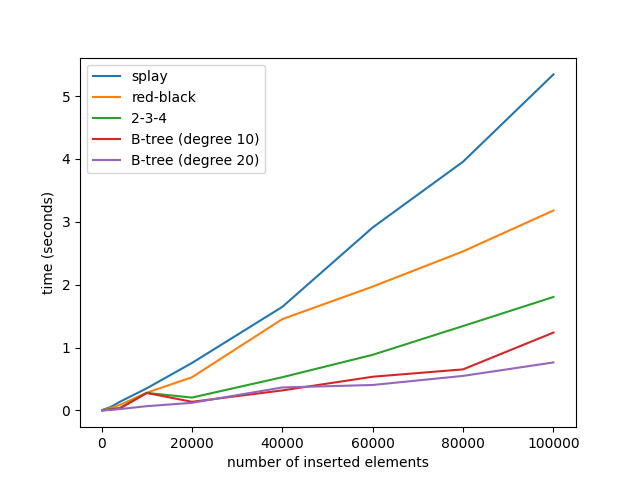 splay
red-black
2-3-4
B-tree (degree 10)
B-tree (degree 20)
time (seconds)
5
4
3
2
1
0
0 20000 40000 60000 80000 100000
number of inserted elements